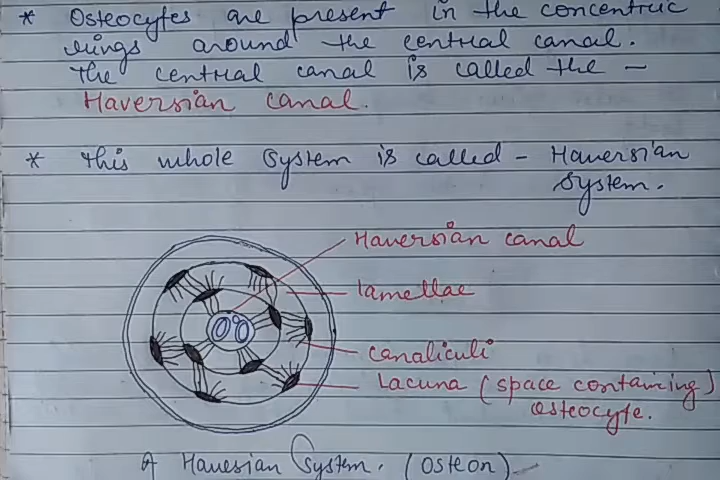 * Osteocytes are present in the concentric
rings around the central canal.
The central canal is called the –
Haversian canal.
* This whole system is called – Haversian
System.
Haversian canal
lamellae
canaliculi
Lacuna (space containing)
osteocyte.
A Havesian System. (Osteon)